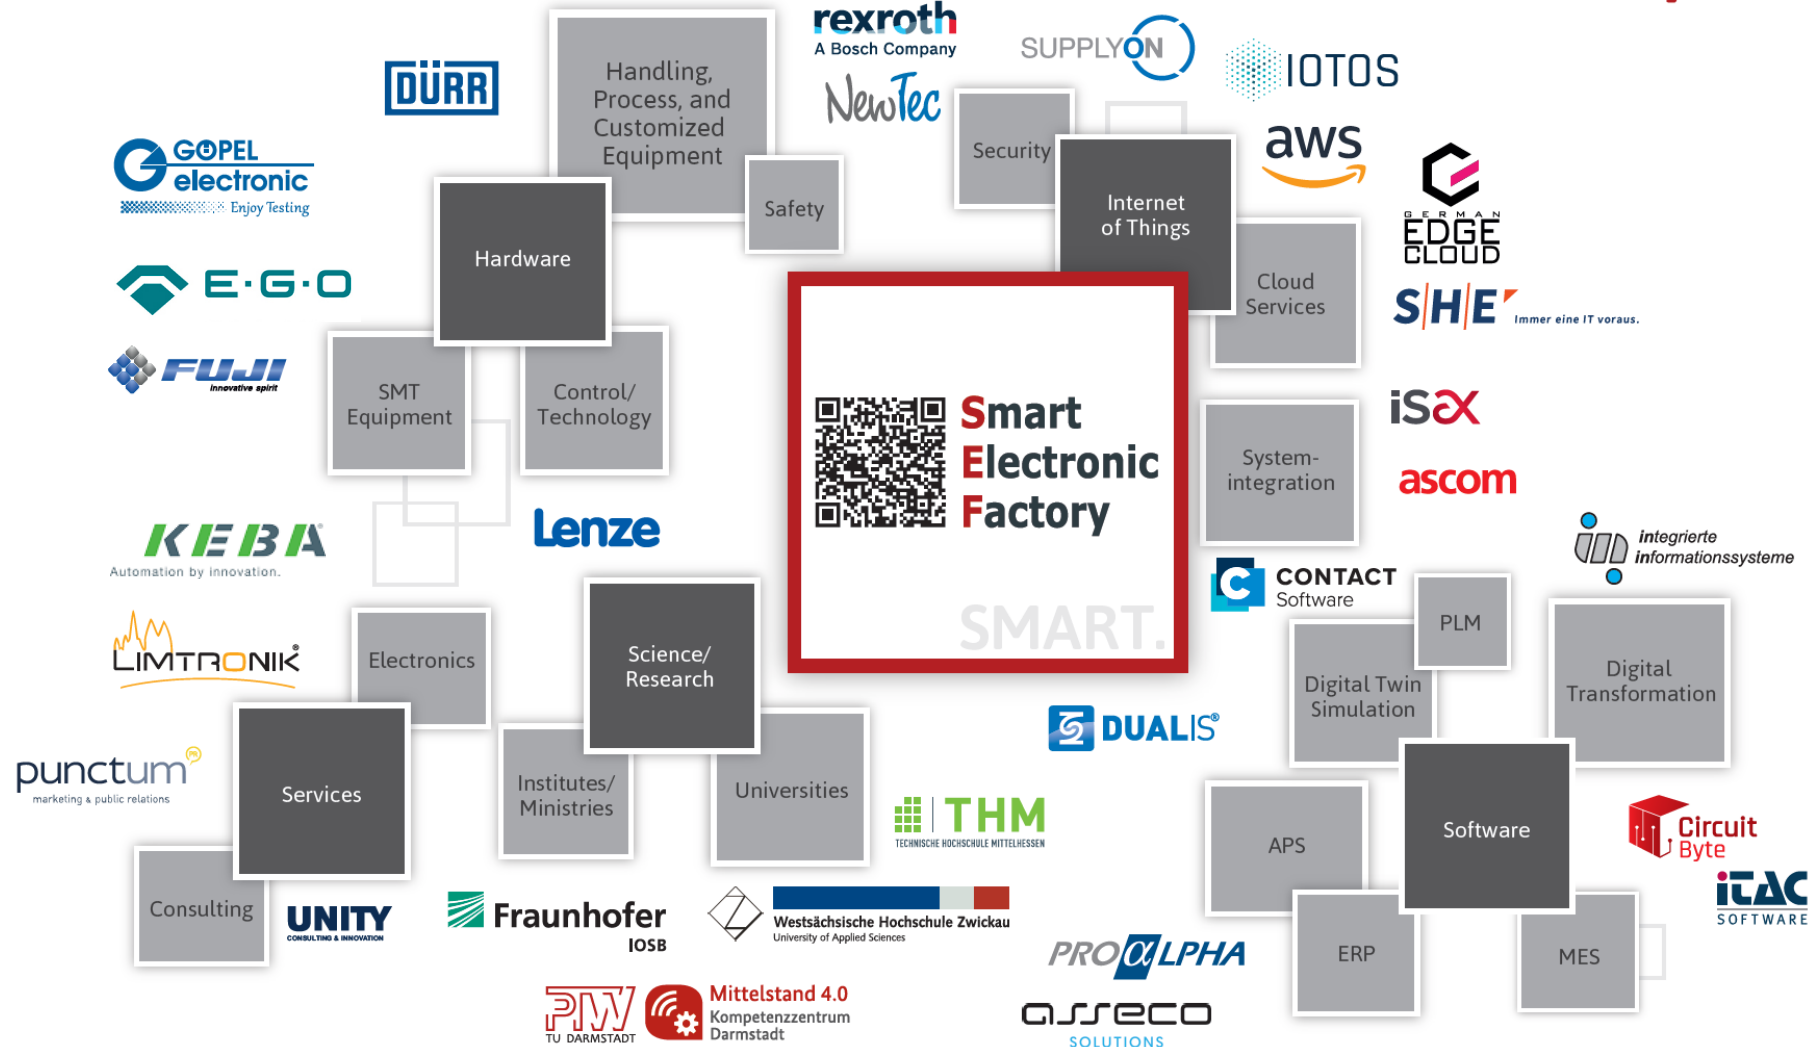 DÜRR
Handling,
Process, and
Customized
Equipment
rexroth
A Bosch Company
NewTec
SUPPLYON
IOTOS
GÖPEL
electronic
Enjoy Testing
Hardware
Safety
Security
Internet
of Things
aws
GERMAN
EDGE
CLOUD
Cloud
Services
S/H/E
Immer eine IT voraus.
E·G·O
FUJI
innovative spirit
SMT
Equipment
Control/
Technology
Smart
Electronic
Factory
SMART.
System-
integration
iSAX
ascom
KEBA®
Automation by innovation.
Lenze
CONTACT
Software
integrierte
informationssysteme
LIMTRONIK®
Electronics
Science/
Research
PLM
Digital Twin
Simulation
Digital
Transformation
DUALIS®
punctum PR
marketing & public relations
Services
Institutes/
Ministries
Universities
THM
TECHNISCHE HOCHSCHULE MITTELHESSEN
APS
Software
Circuit
Byte
iTAC
SOFTWARE
Consulting
UNITY
CONSULTING & INNOVATION
Fraunhofer
IOSB
Westsächsische Hochschule Zwickau
University of Applied Sciences
PROαLPHA
ERP
MES
PTW
TU DARMSTADT
Mittelstand 4.0
Kompetenzzentrum
Darmstadt
asseco
SOLUTIONS